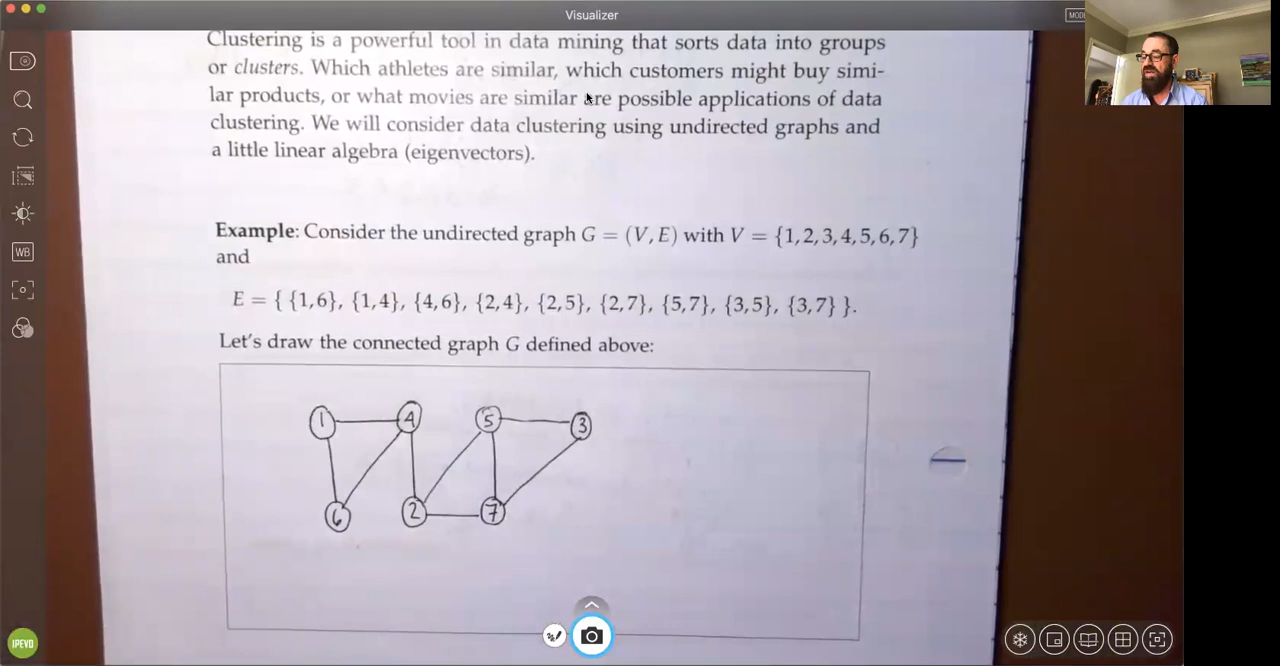 Visualizer
MODE
Clustering is a powerful tool in data mining that sorts data into groups
or clusters. Which athletes are similar, which customers might buy simi-
lar products, or what movies are similar are possible applications of data
clustering. We will consider data clustering using undirected graphs and
a little linear algebra (eigenvectors).
Example: Consider the undirected graph G = (V, E) with V = {1,2,3,4,5,6,7}
and
E = { {1,6}, {1,4}, {4,6}, {2,4}, {2,5}, {2,7}, {5,7}, {3,5}, {3,7} }.
Let's draw the connected graph G defined above:
1 4 5 3
6 2 7
WB
IPEVO